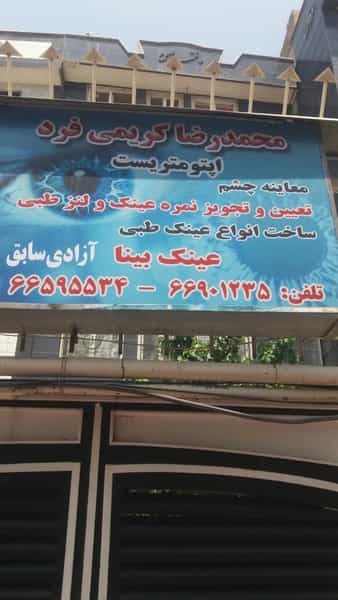 محمدرضا کریمی فرد
اپتومتریست
معاینه چشم
تعیین و تجویز نمره عینک و لنز طبی
ساخت انواع عینک طبی
عینک بینا آزادی سابق
تلفن: ۶۶۹۰۱۲۳۵ - ۶۶۵۹۵۵۳۴